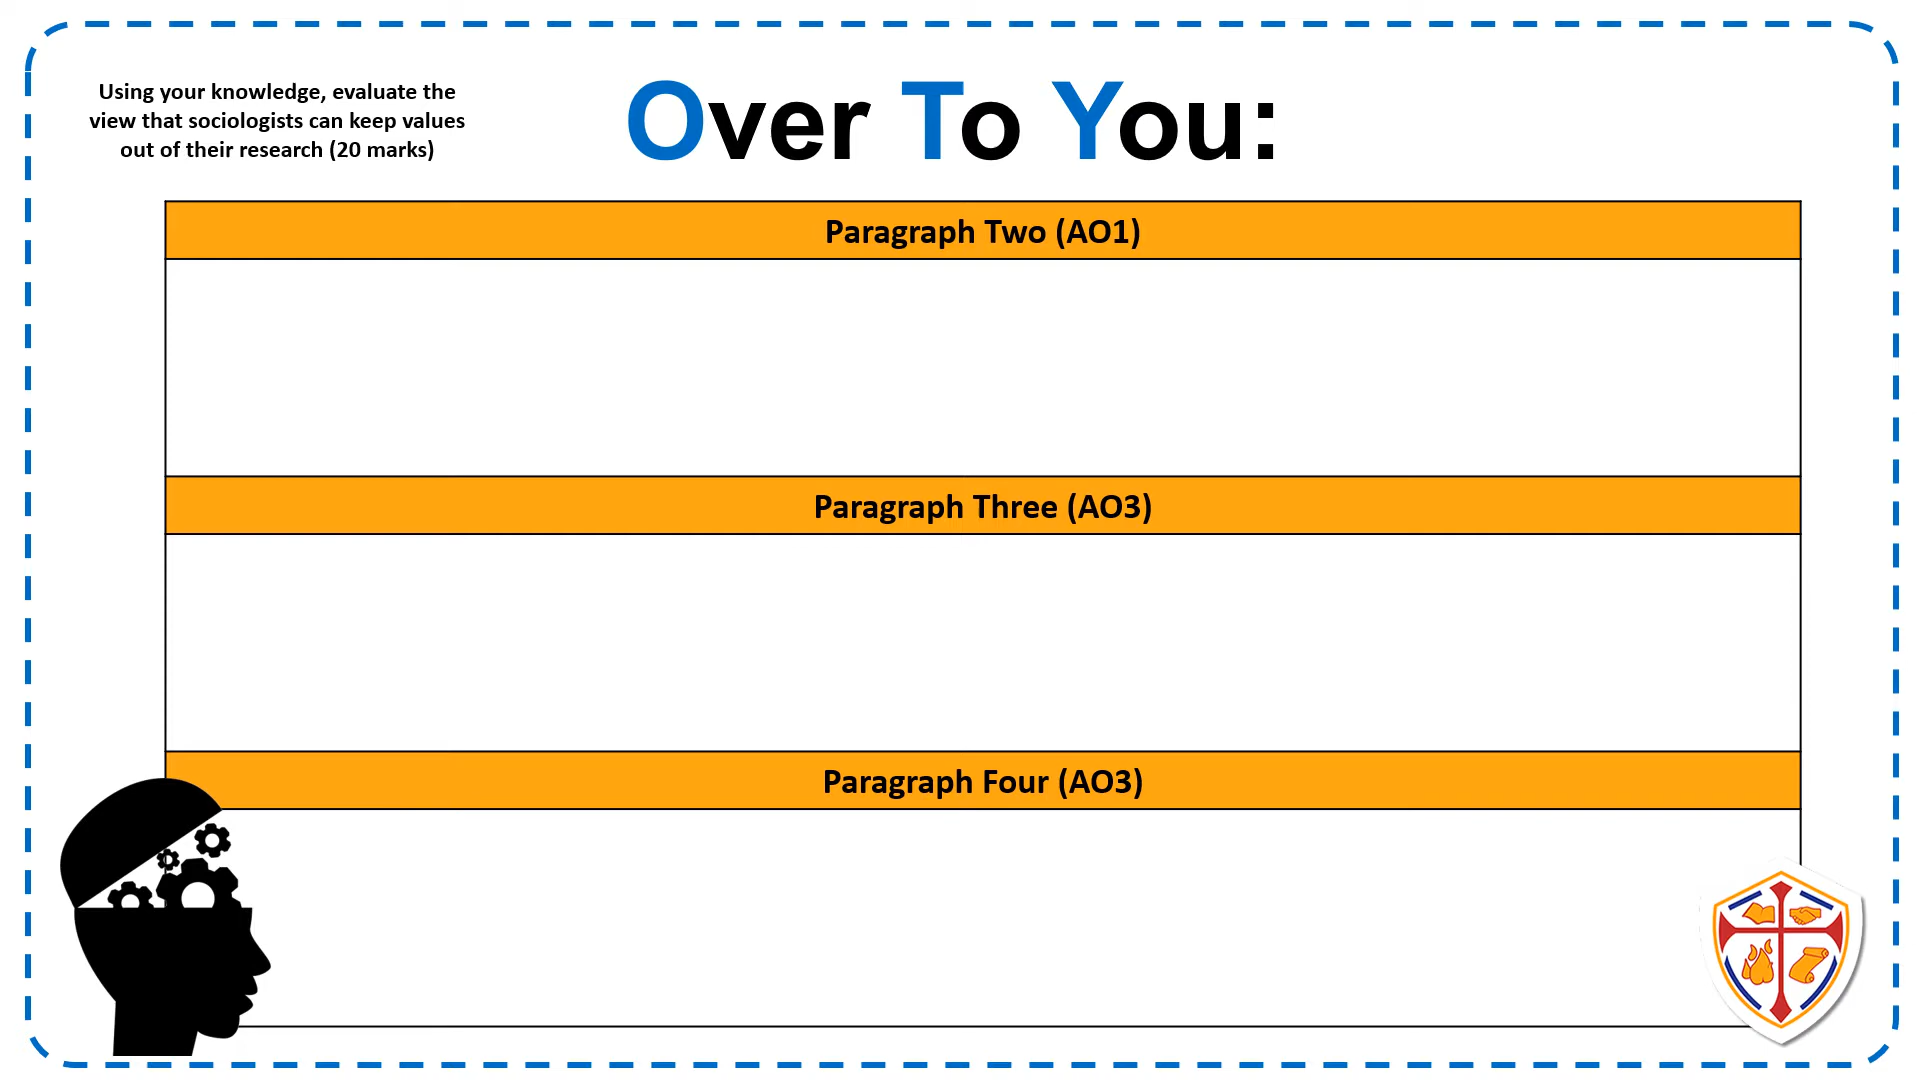 Using your knowledge, evaluate the
view that sociologists can keep values
out of their research (20 marks)
Over To You:
Paragraph Two (AO1)
Paragraph Three (AO3)
Paragraph Four (AO3)